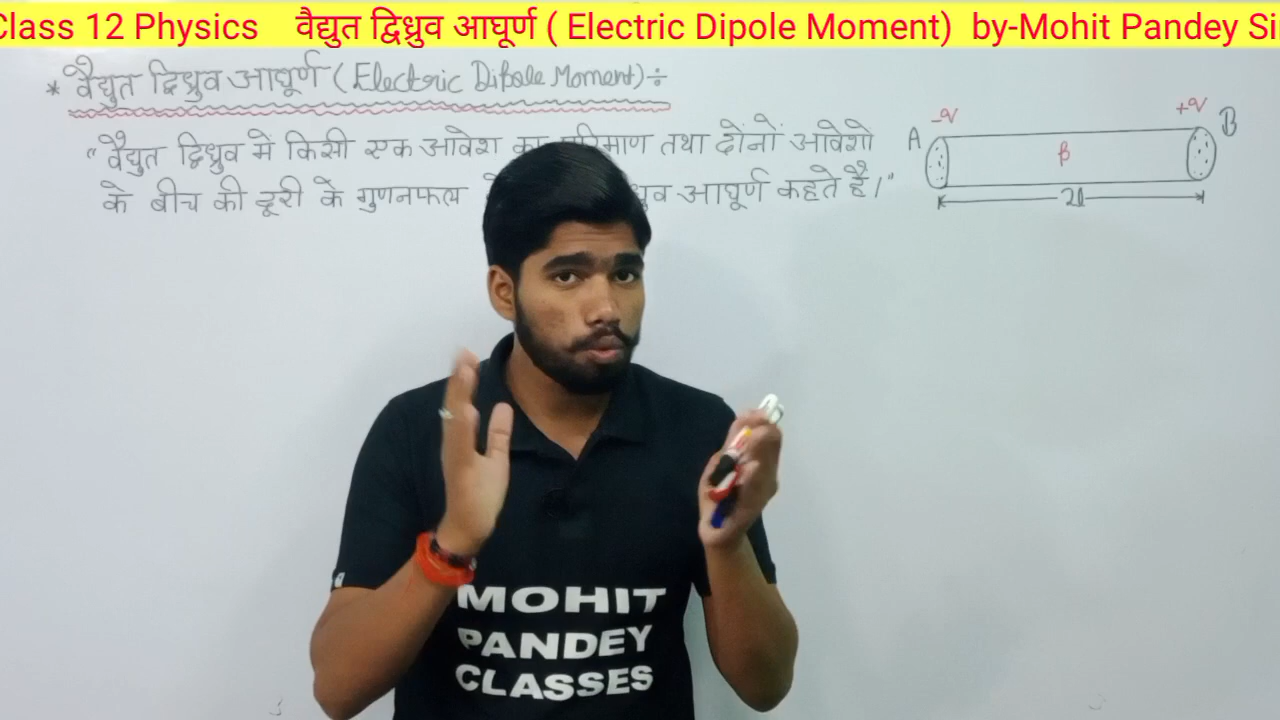 Class 12 Physics वैद्युत द्विध्रुव आघूर्ण ( Electric Dipole Moment) by-Mohit Pandey Si
* वैद्युत द्विध्रुव आघूर्ण ( Electric Dipole Moment) ÷
" वैद्युत द्विध्रुव में किसी एक आवेश का परिमाण तथा दोंनों आवेशो
के बीच की दूरी के गुणनफल आघूर्ण कहते है।"
A -q +q B
2l
MOHIT
PANDEY
CLASSES